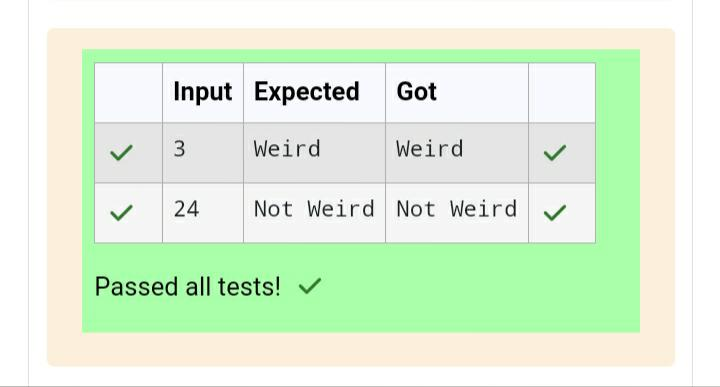 Input Expected Got
3 Weird Weird
24 Not Weird Not Weird
Passed all tests!